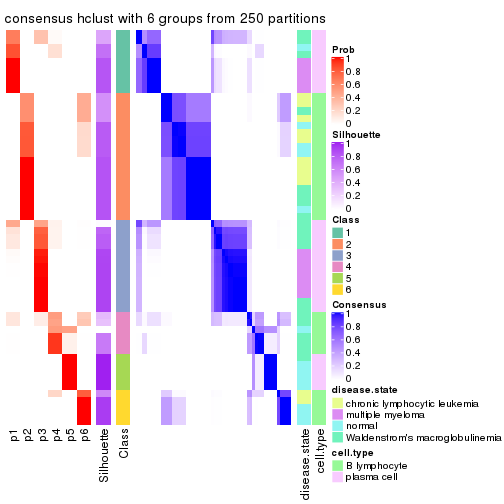 consensus hclust with 6 groups from 250 partitions
Prob
1
0.8
0.6
0.4
0.2
0
Silhouette
1
0.8
0.6
0.4
0.2
0
Class
1
2
3
4
5
6
Consensus
1
0.8
0.6
0.4
0.2
0
disease.state
chronic lymphocytic leukemia
multiple myeloma
normal
Waldenstrom's macroglobulinemia
cell.type
B lymphocyte
plasma cell
p1
p2
p3
p4
p5
p6
Silhouette
Class
disease.state
cell.type